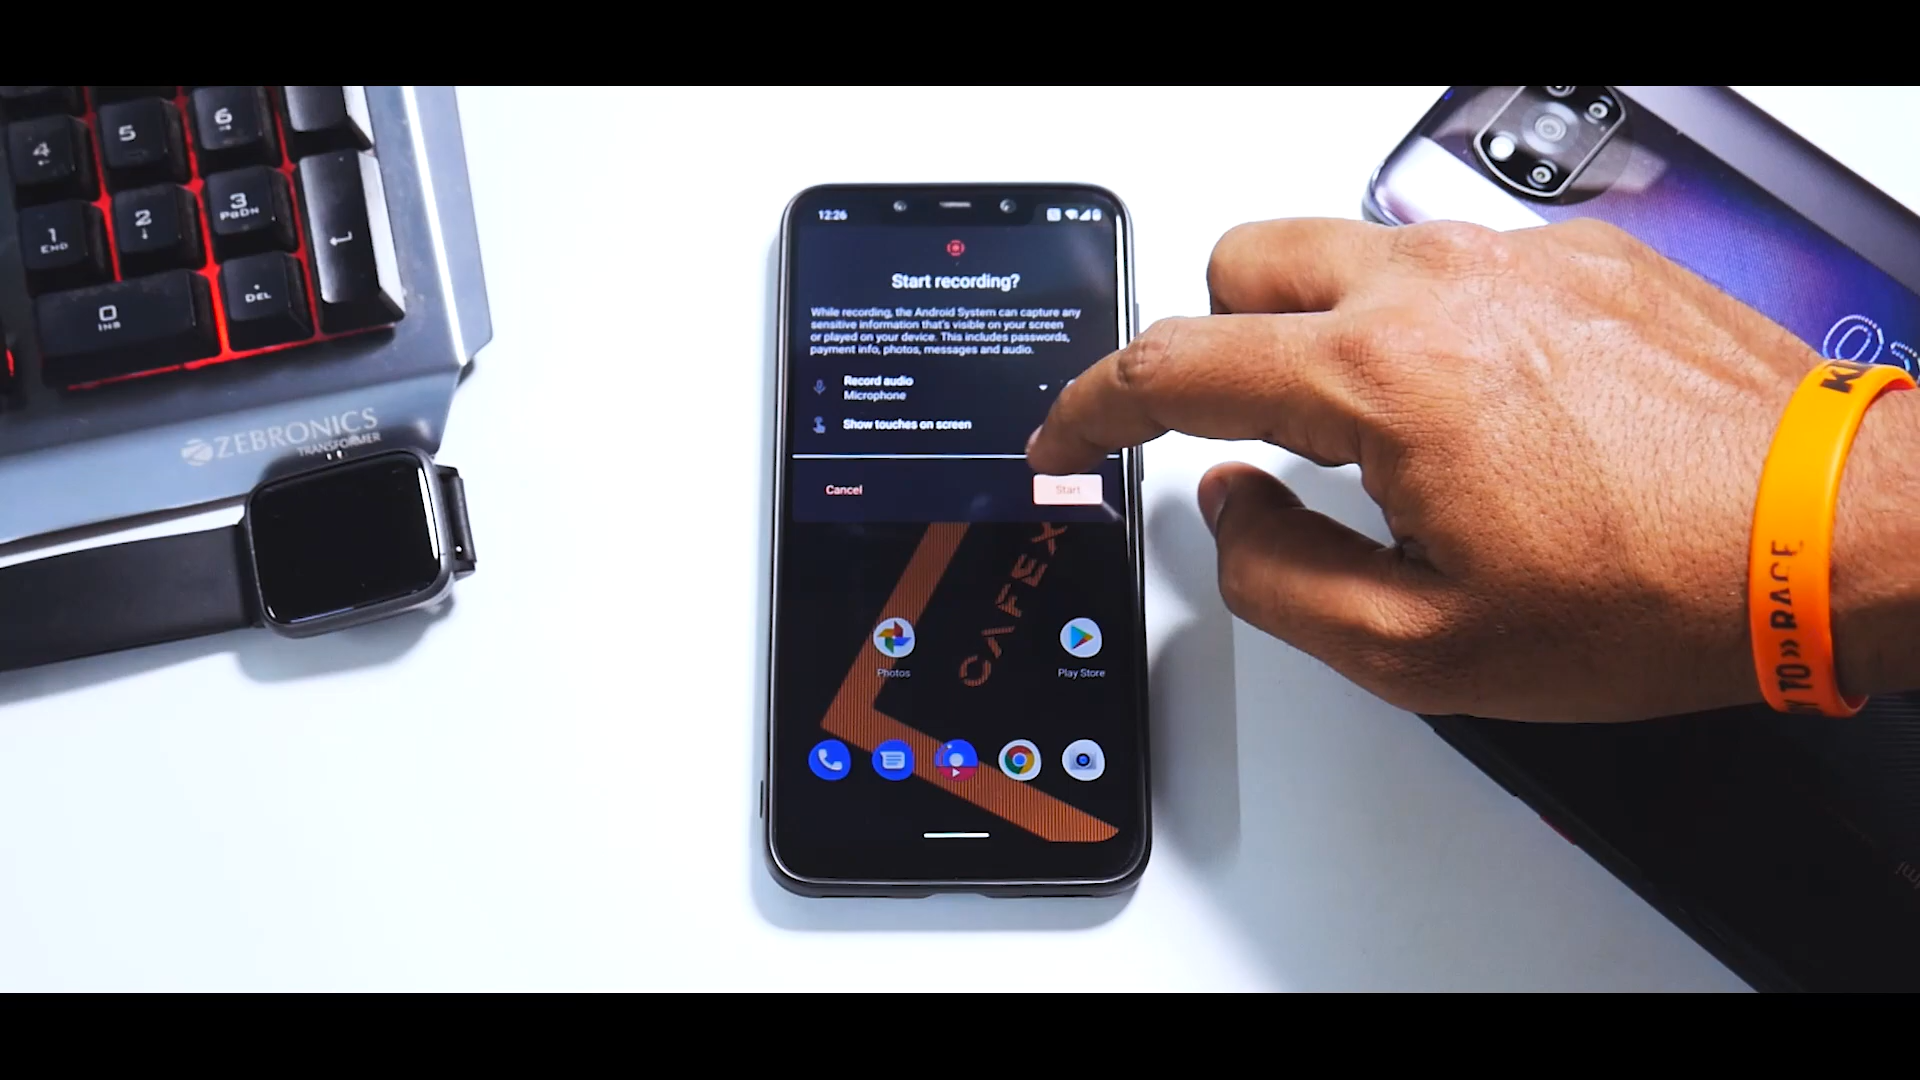 4
5
6
1
END
2
3
PGDN
0
INS
DEL
ZEBRONICS
TRANSFORMER
12:26
Start recording?
While recording, the Android System can capture any
sensitive information that's visible on your screen
or played on your device. This includes passwords,
payment info, photos, messages and audio.
Record audio
Microphone
Show touches on screen
Cancel
Start
CAFEX
Photos
Play Store
TO» RACE